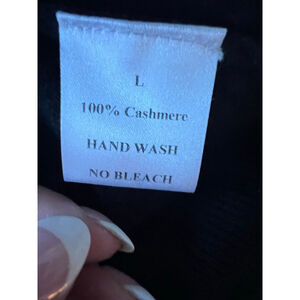 L
100% Cashmere
HAND WASH
NO BLEACH